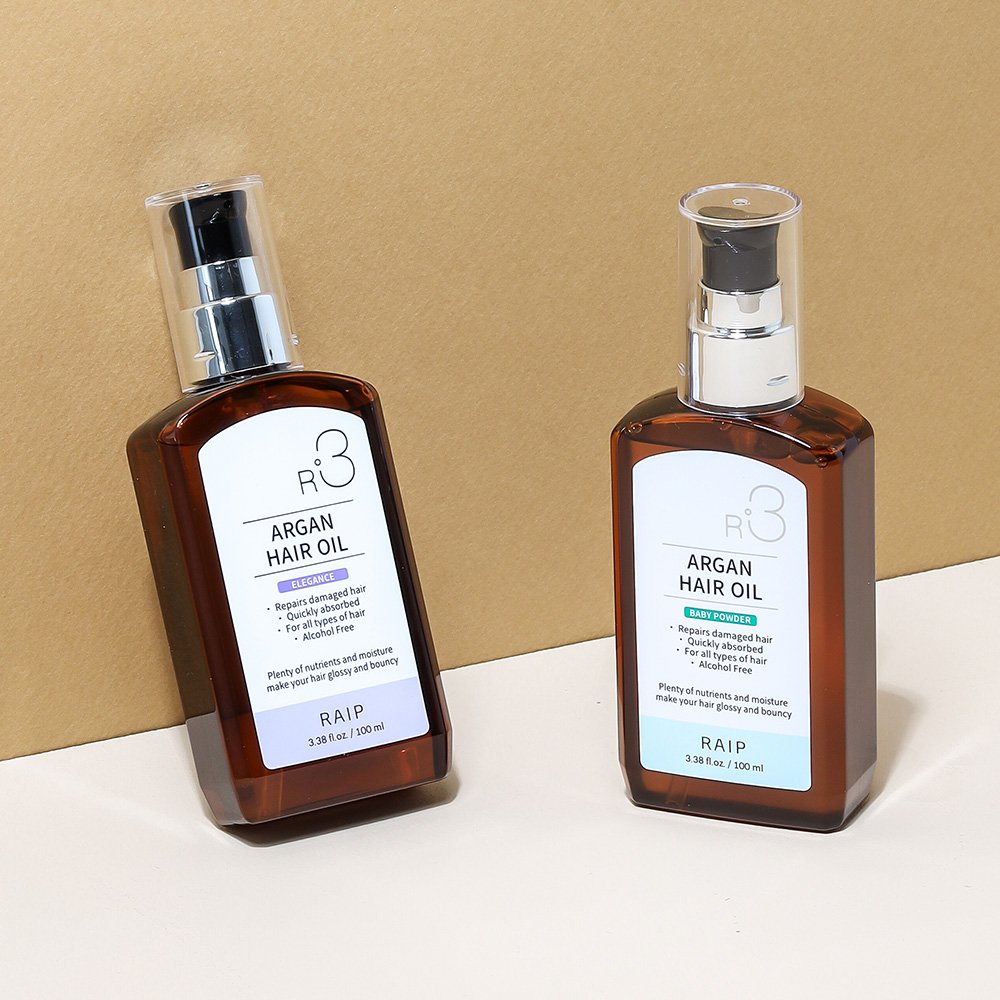 R3
ARGAN
HAIR OIL
ELEGANCE
• Repairs damaged hair
• Quickly absorbed
• For all types of hair
• Alcohol Free
Plenty of nutrients and moisture
make your hair glossy and bouncy
RAIP
3.38 fl.oz. / 100 ml
R3
ARGAN
HAIR OIL
BABY POWDER
• Repairs damaged hair
• Quickly absorbed
• For all types of hair
• Alcohol Free
Plenty of nutrients and moisture
make your hair glossy and bouncy
RAIP
3.38 fl.oz. / 100 ml